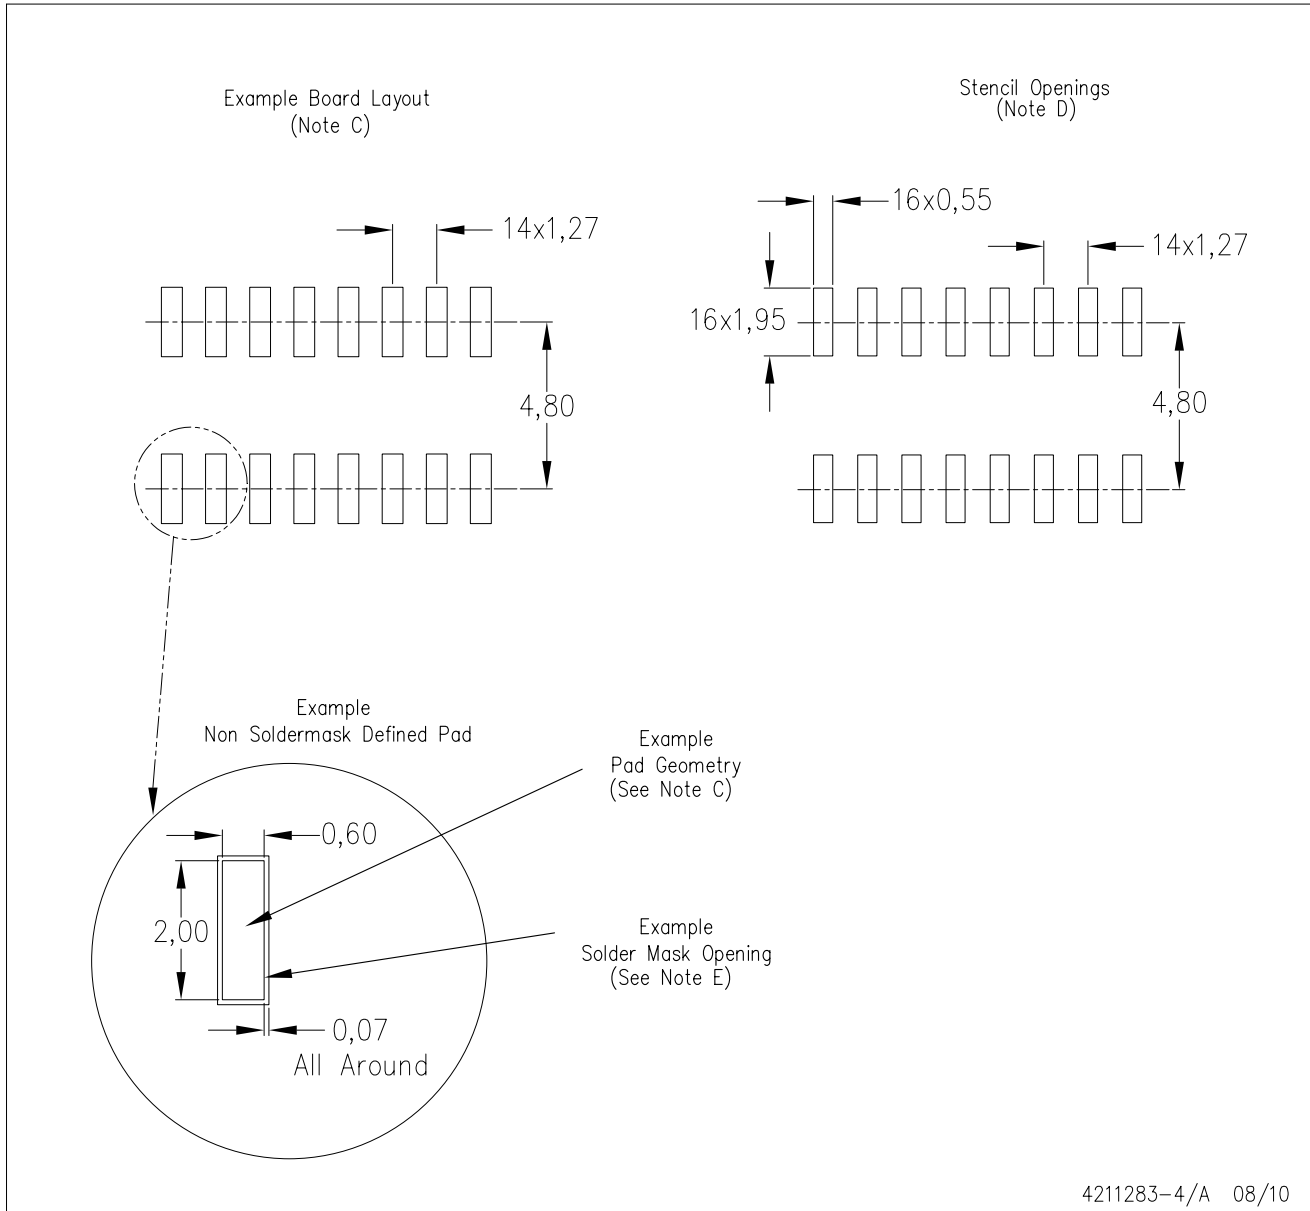 Example Board Layout
(Note C)
14x1,27
4,80
Stencil Openings
(Note D)
16x0,55
14x1,27
16x1,95
4,80
Example
Non Soldermask Defined Pad
0,60
2,00
0,07
All Around
Example
Pad Geometry
(See Note C)
Example
Solder Mask Opening
(See Note E)
4211283-4/A 08/10